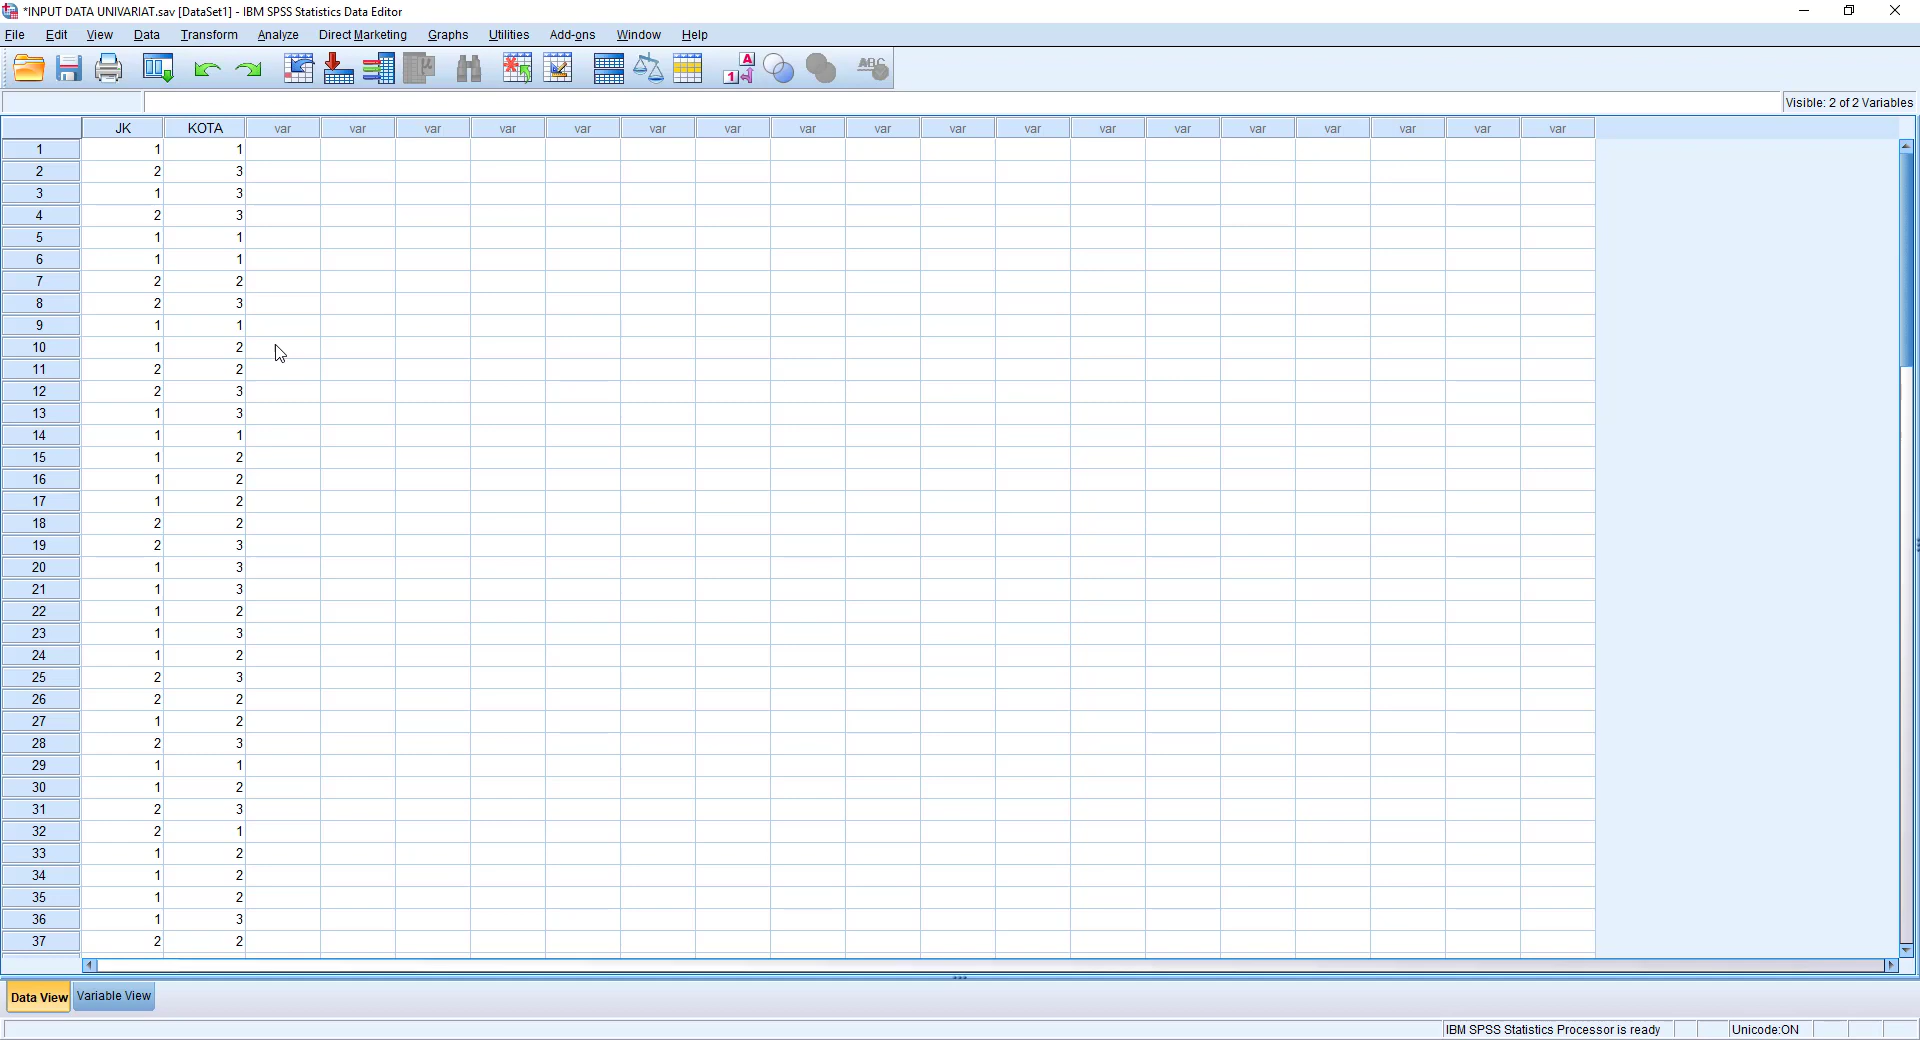 *INPUT DATA UNIVARIAT.sav [DataSet1] - IBM SPSS Statistics Data Editor
File Edit View Data Transform Analyze Direct Marketing Graphs Utilities Add-ons Window Help
A 1 ABC
Visible: 2 of 2 Variables
JK KOTA var var var var var var var var var var var var var var var var var var
1 1 1
2 2 3
3 1 3
4 2 3
5 1 1
6 1 1
7 2 2
8 2 3
9 1 1
10 1 2
11 2 2
12 2 3
13 1 3
14 1 1
15 1 2
16 1 2
17 1 2
18 2 2
19 2 3
20 1 3
21 1 3
22 1 2
23 1 3
24 1 2
25 2 3
26 2 2
27 1 2
28 2 3
29 1 1
30 1 2
31 2 3
32 2 1
33 1 2
34 1 2
35 1 2
36 1 3
37 2 2
Data View Variable View
IBM SPSS Statistics Processor is ready Unicode:ON